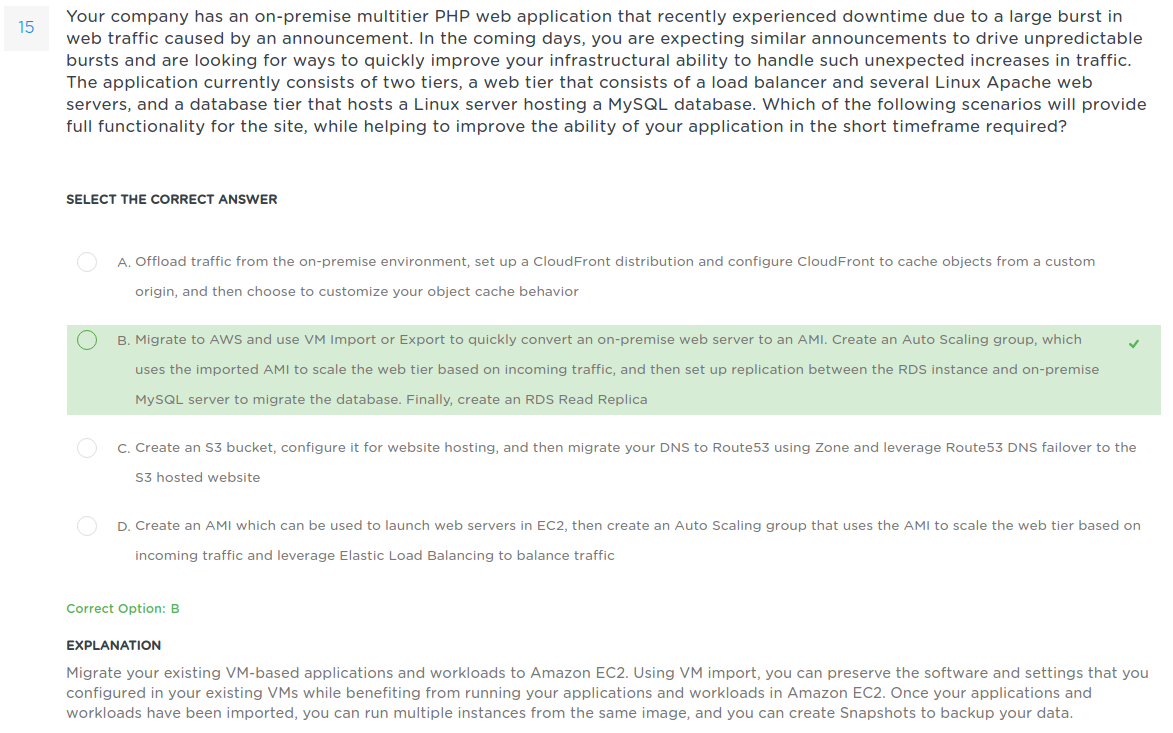 15
Your company has an on-premise multitier PHP web application that recently experienced downtime due to a large burst in
web traffic caused by an announcement. In the coming days, you are expecting similar announcements to drive unpredictable
bursts and are looking for ways to quickly improve your infrastructural ability to handle such unexpected increases in traffic.
The application currently consists of two tiers, a web tier that consists of a load balancer and several Linux Apache web
servers, and a database tier that hosts a Linux server hosting a MySQL database. Which of the following scenarios will provide
full functionality for the site, while helping to improve the ability of your application in the short timeframe required?
SELECT THE CORRECT ANSWER
A. Offload traffic from the on-premise environment, set up a CloudFront distribution and configure CloudFront to cache objects from a custom
origin, and then choose to customize your object cache behavior
B. Migrate to AWS and use VM Import or Export to quickly convert an on-premise web server to an AMI. Create an Auto Scaling group, which
uses the imported AMI to scale the web tier based on incoming traffic, and then set up replication between the RDS instance and on-premise
MySQL server to migrate the database. Finally, create an RDS Read Replica
C. Create an S3 bucket, configure it for website hosting, and then migrate your DNS to Route53 using Zone and leverage Route53 DNS failover to the
S3 hosted website
D. Create an AMI which can be used to launch web servers in EC2, then create an Auto Scaling group that uses the AMI to scale the web tier based on
incoming traffic and leverage Elastic Load Balancing to balance traffic
Correct Option: B
EXPLANATION
Migrate your existing VM-based applications and workloads to Amazon EC2. Using VM import, you can preserve the software and settings that you
configured in your existing VMs while benefiting from running your applications and workloads in Amazon EC2. Once your applications and
workloads have been imported, you can run multiple instances from the same image, and you can create Snapshots to backup your data.